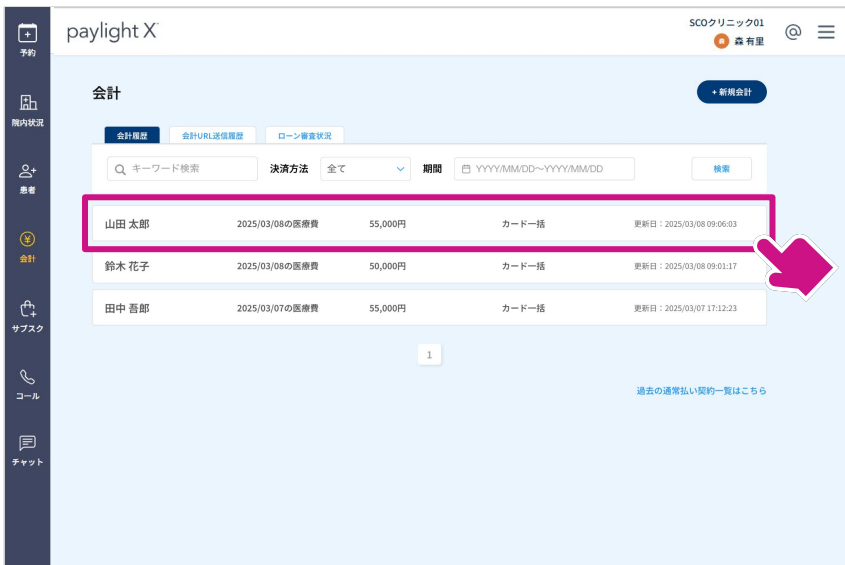 SCOクリニック01
paylight X
森
森 有里
予約
院内状況
患者
会計
サブスク
コール
チャット
会計
+ 新規会計
会計履歴
会計URL送信履歴
ローン審査状況
キーワード検索
決済方法
全て
期間
YYYY/MM/DD～YYYY/MM/DD
検索
山田 太郎 2025/03/08の医療費 55,000円 カード一括 更新日：2025/03/08 09:06:03
鈴木 花子 2025/03/08の医療費 50,000円 カード一括 更新日：2025/03/08 09:01:17
田中 吾郎 2025/03/07の医療費 55,000円 カード一括 更新日：2025/03/07 17:12:23
1
過去の通常払い契約一覧はこちら